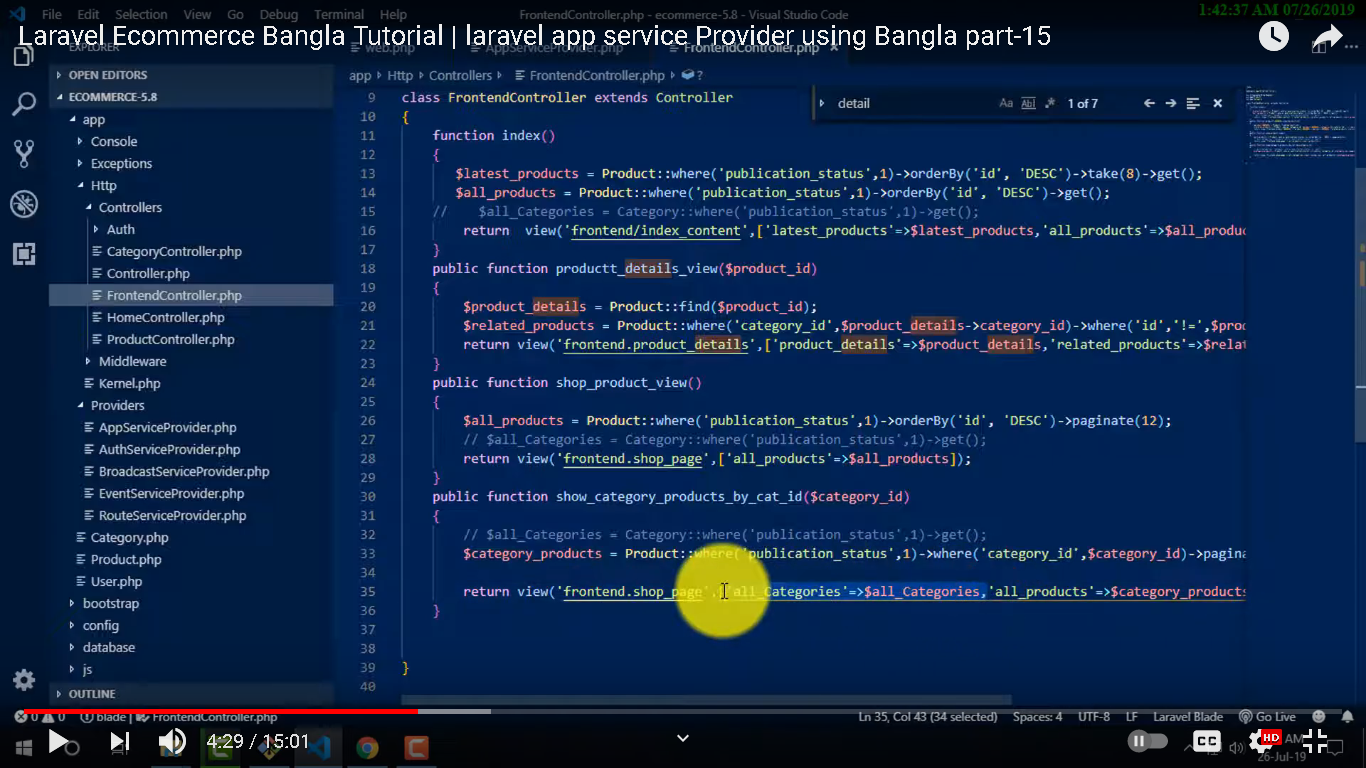 File Edit Selection View Go Debug Terminal Help FrontendController.php - ecommerce-5.8 - Visual Studio Code 1:42:37 AM 07/26/2019
Laravel Ecommerce Bangla Tutorial | laravel app service Provider using Bangla part-15
EXPLORER web.php AppServiceProvider.php FrontendController.php
OPEN EDITORS
app > Http > Controllers > FrontendController.php > ?
ECOMMERCE-5.8
app
Console
Exceptions
Http
Controllers
Auth
CategoryController.php
Controller.php
FrontendController.php
HomeController.php
ProductController.php
Middleware
Kernel.php
Providers
AppServiceProvider.php
AuthServiceProvider.php
BroadcastServiceProvider.php
EventServiceProvider.php
RouteServiceProvider.php
Category.php
Product.php
User.php
bootstrap
config
database
js
OUTLINE
detail Aa Abl .* 1 of 7
9 class FrontendController extends Controller
10 {
11 function index()
12 {
13 $latest_products = Product::where('publication_status',1)->orderBy('id', 'DESC')->take(8)->get();
14 $all_products = Product::where('publication_status',1)->orderBy('id', 'DESC')->get();
15 // $all_Categories = Category::where('publication_status',1)->get();
16 return view('frontend/index_content',['latest_products'=>$latest_products,'all_products'=>$all_produc
17 }
18 public function productt_details_view($product_id)
19 {
20 $product_details = Product::find($product_id);
21 $related_products = Product::where('category_id',$product_details->category_id)->where('id','!=',$proc
22 return view('frontend.product_details',['product_details'=>$product_details,'related_products'=>$relat
23 }
24 public function shop_product_view()
25 {
26 $all_products = Product::where('publication_status',1)->orderBy('id', 'DESC')->paginate(12);
27 // $all_Categories = Category::where('publication_status',1)->get();
28 return view('frontend.shop_page',['all_products'=>$all_products]);
29 }
30 public function show_category_products_by_cat_id($category_id)
31 {
32 // $all_Categories = Category::where('publication_status',1)->get();
33 $category_products = Product::where('publication_status',1)->where('category_id',$category_id)->pagina
34
35 return view('frontend.shop_page',['all_Categories'=>$all_Categories,'all_products'=>$category_products
36 }
37
38
39 }
40
0 0 blade FrontendController.php Ln 35, Col 43 (34 selected) Spaces: 4 UTF-8 LF Laravel Blade Go Live
4:29 / 15:01 CC HD AM
26-Jul-19